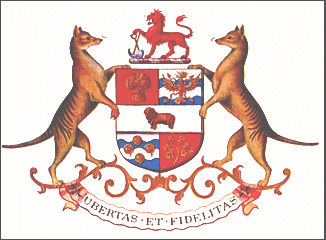 UBERTAS · ET · FIDELITAS